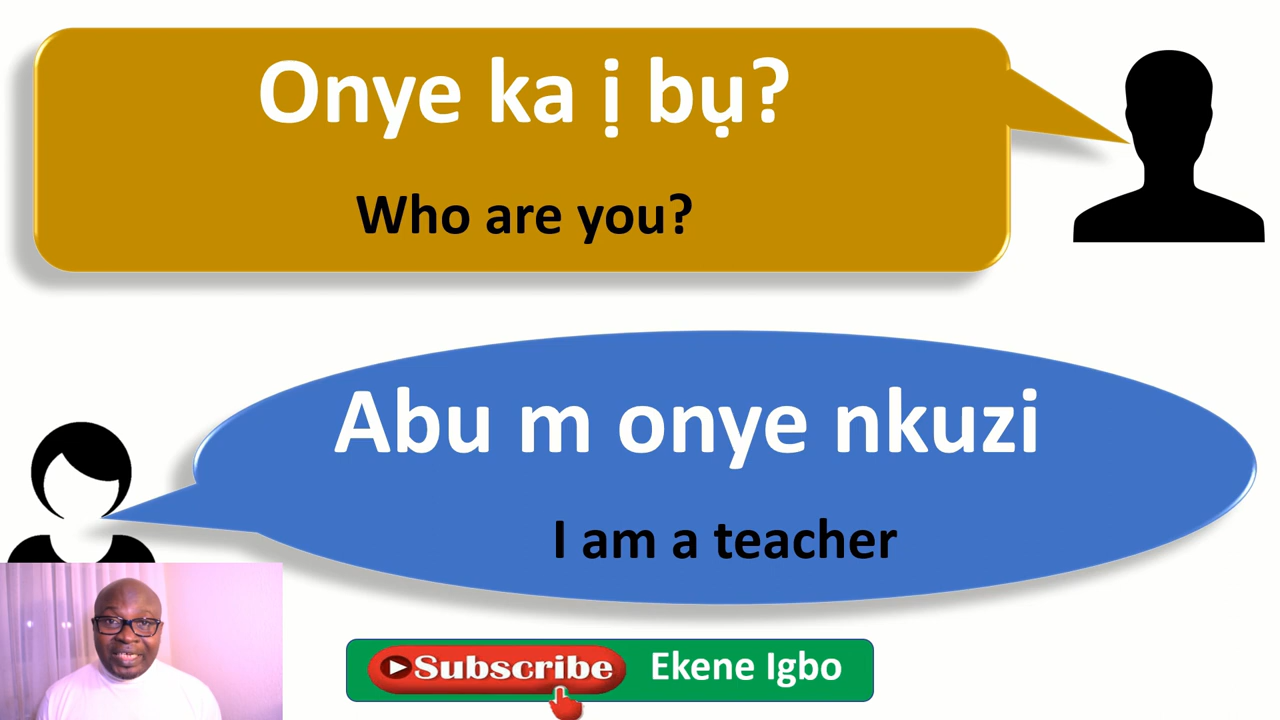 Onye ka ị bụ?
Who are you?
Abu m onye nkuzi
I am a teacher
Subscribe Ekene Igbo